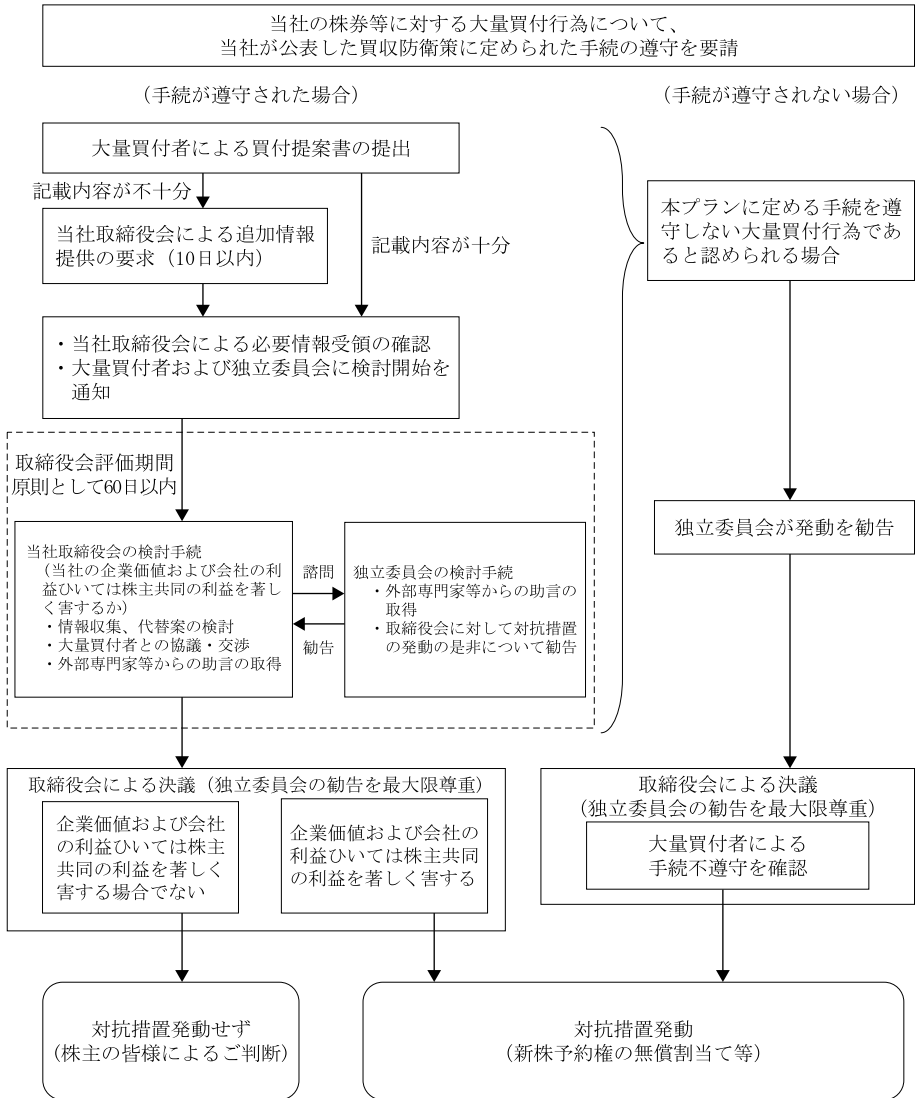 当社の株券等に対する大量買付行為について、
当社が公表した買収防衛策に定められた手続の遵守を要請
（手続が遵守された場合）
（手続が遵守されない場合）
大量買付者による買付提案書の提出
記載内容が不十分
当社取締役会による追加情報
提供の要求（10日以内）
記載内容が十分
・当社取締役会による必要情報受領の確認
・大量買付者および独立委員会に検討開始を
通知
本プランに定める手続を遵
守しない大量買付行為であ
ると認められる場合
取締役会評価期間
原則として60日以内
当社取締役会の検討手続
（当社の企業価値および会社の利
益ひいては株主共同の利益を著し
く害するか）
・情報収集、代替案の検討
・大量買付者との協議・交渉
・外部専門家等からの助言の取得
諮問
勧告
独立委員会の検討手続
・外部専門家等からの助言の
取得
・取締役会に対して対抗措置
の発動の是非について勧告
独立委員会が発動を勧告
取締役会による決議（独立委員会の勧告を最大限尊重）
企業価値および会社
の利益ひいては株主
共同の利益を著しく
害する場合でない
企業価値および会社の
利益ひいては株主共同
の利益を著しく害する
取締役会による決議
（独立委員会の勧告を最大限尊重）
大量買付者による
手続不遵守を確認
対抗措置発動せず
（株主の皆様によるご判断）
対抗措置発動
（新株予約権の無償割当て等）